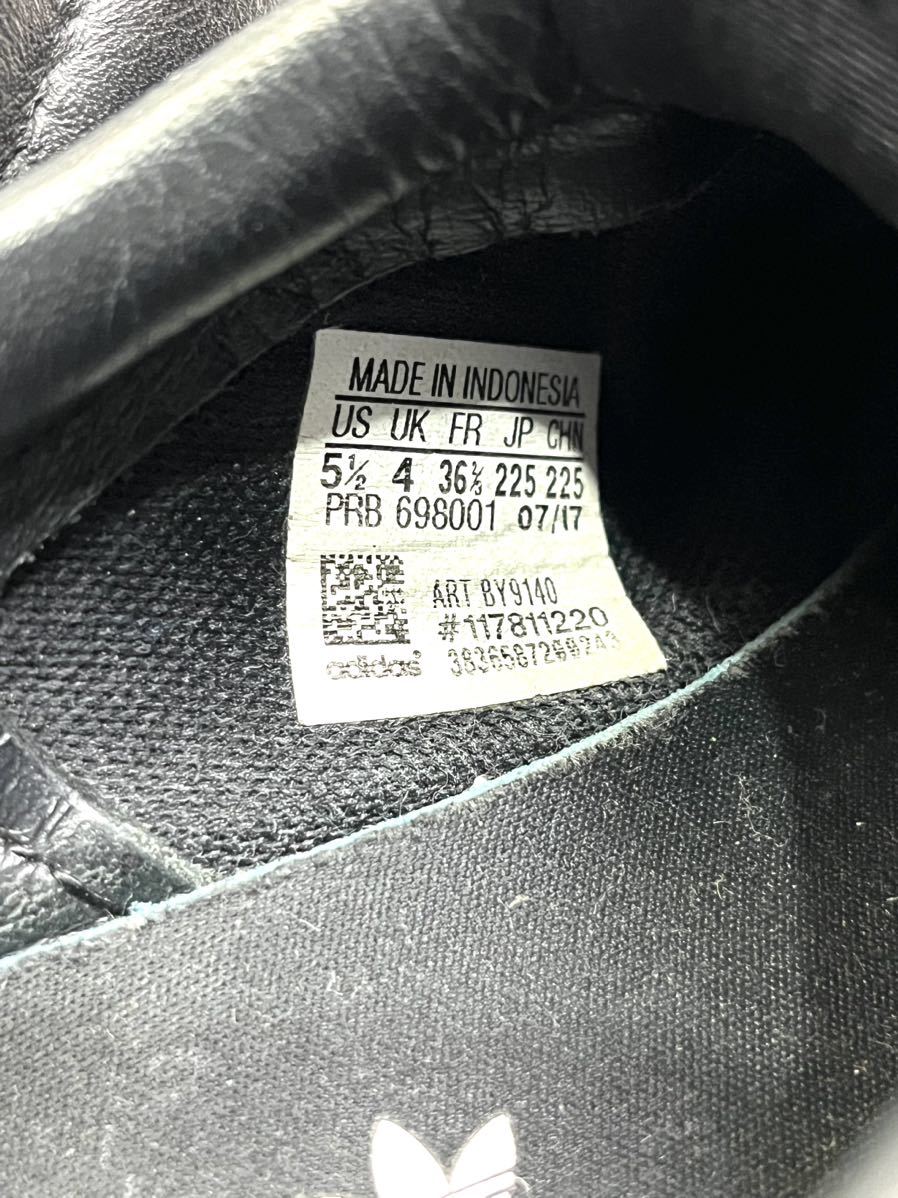 MADE IN INDONESIA
US UK FR JP CHN
5½ 4 36⅔ 225 225
PRB 698001 07/17
ART BY9140
#117811220
adidas 3836587299243